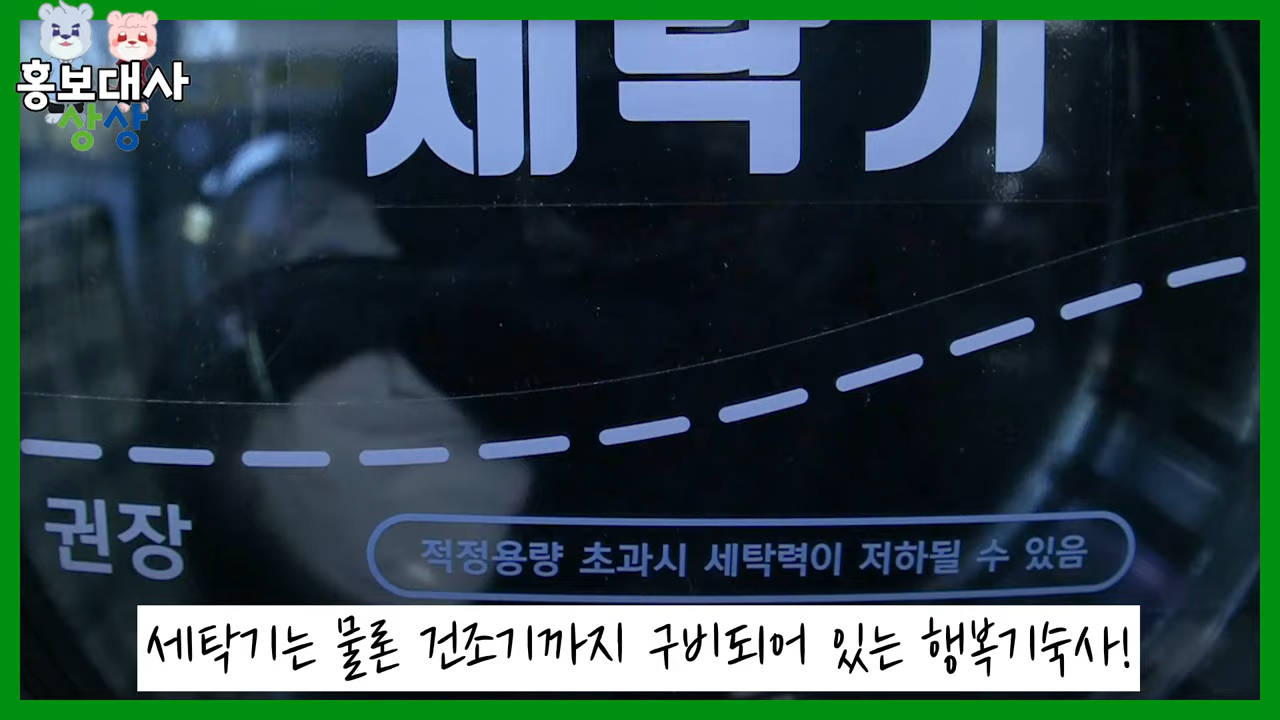 홍보대사
상상
세탁기
권장
적정용량 초과시 세탁력이 저하될 수 있음
세탁기는 물론 건조기까지 구비되어 있는 행복기숙사!